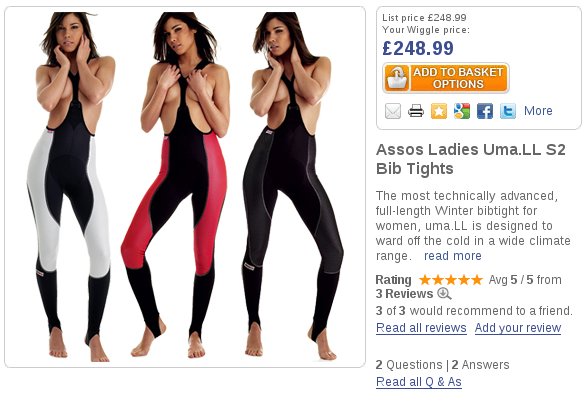 List price £248.99
Your Wiggle price:
£248.99
ADD TO BASKET
OPTIONS
More
Assos Ladies Uma.LL S2
Bib Tights
The most technically advanced,
full-length Winter bibtight for
women, uma.LL is designed to
ward off the cold in a wide climate
range. read more
Rating Avg 5 / 5 from
3 Reviews
3 of 3 would recommend to a friend.
Read all reviews Add your review
2 Questions | 2 Answers
Read all Q & As